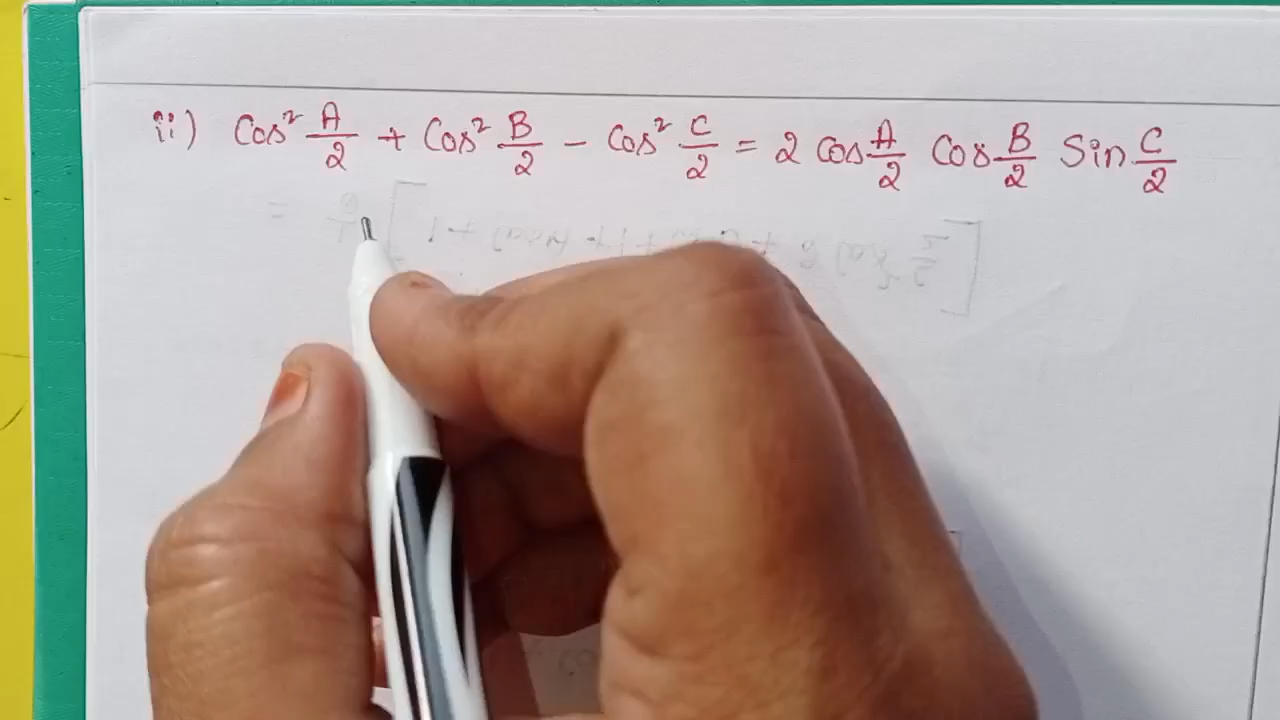 ii) Cos² A/2 + Cos² B/2 - Cos² C/2 = 2 Cos A/2 Cos B/2 Sin C/2